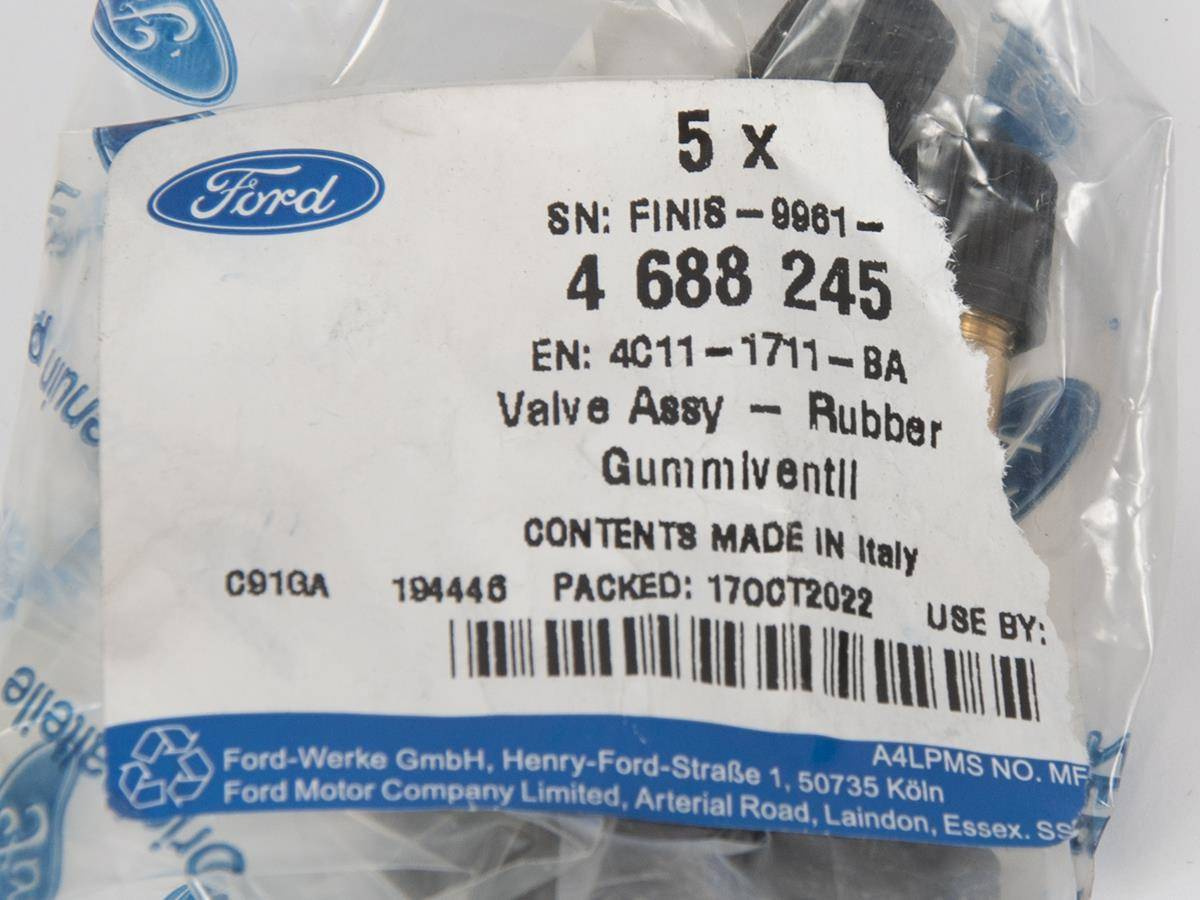 Ford
5 x
SN: FINIS-9961-
4 688 245
EN: 4C11-1711-BA
Valve Assy - Rubber
Gummiventil
CONTENTS MADE IN Italy
C91GA 194446 PACKED: 17OCT2022 USE BY:
A4LPMS NO. MF
Ford-Werke GmbH, Henry-Ford-Straße 1, 50735 Köln
Ford Motor Company Limited, Arterial Road, Laindon, Essex. SS